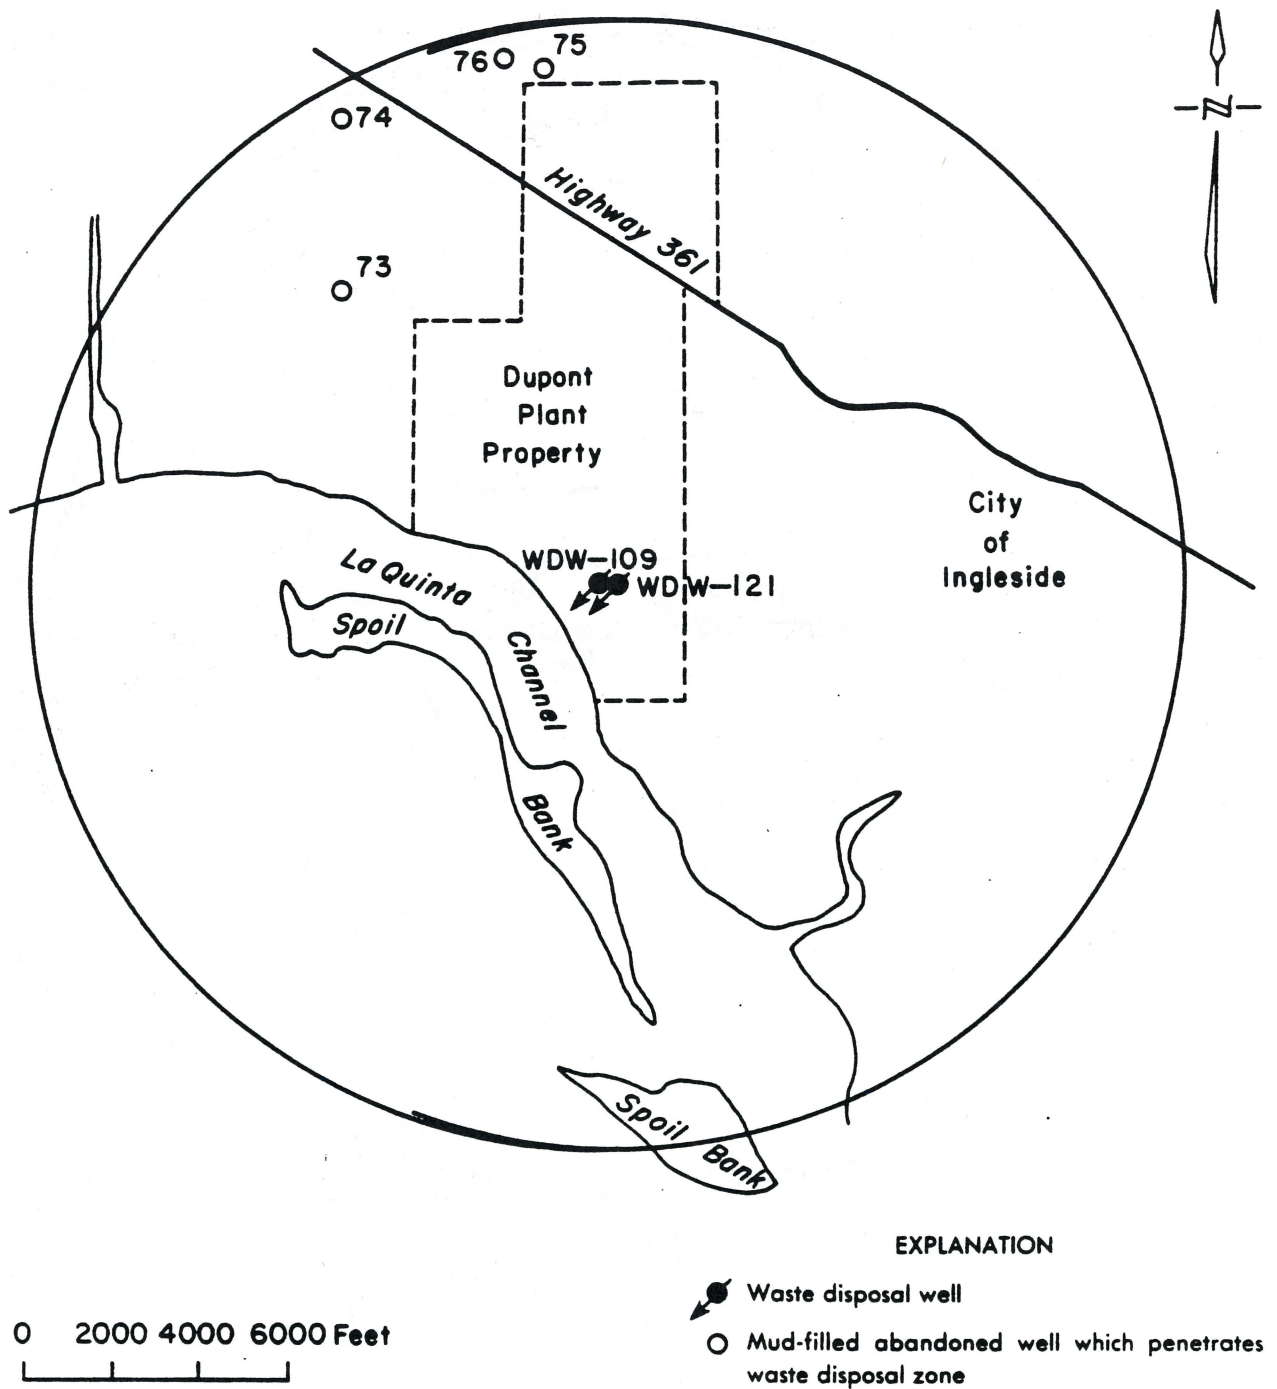 76
75
74
N
Highway 361
73
Dupont
Plant
Property
City
of
Ingleside
WDW-109
WDW-121
La Quinta
Channel
Spoil
Bank
Spoil Bank
EXPLANATION
Waste disposal well
Mud-filled abandoned well which penetrates
waste disposal zone
0 2000 4000 6000 Feet